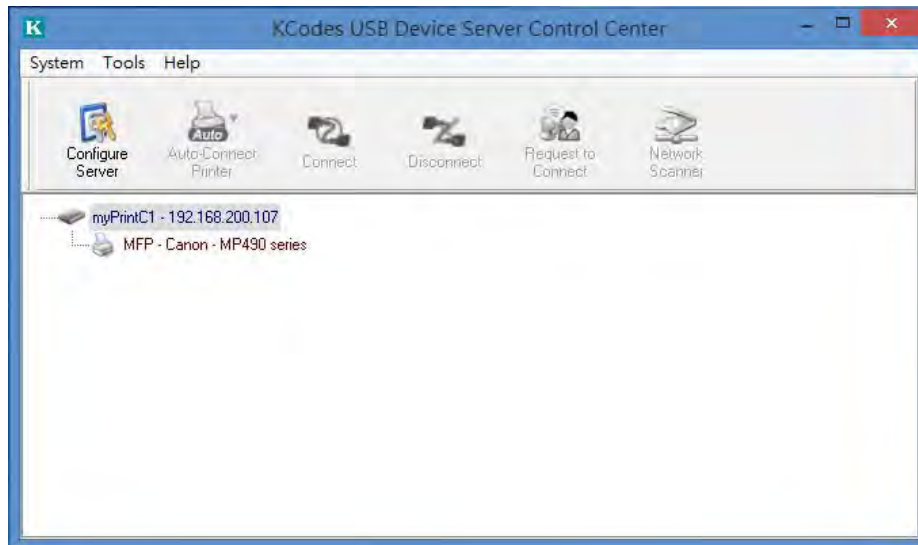 K KCodes USB Device Server Control Center
System Tools Help
Auto
Configure Server
Auto-Connect Printer
Connect
Disconnect
Request to Connect
Network Scanner
myPrintC1 - 192.168.200.107
MFP - Canon - MP490 series